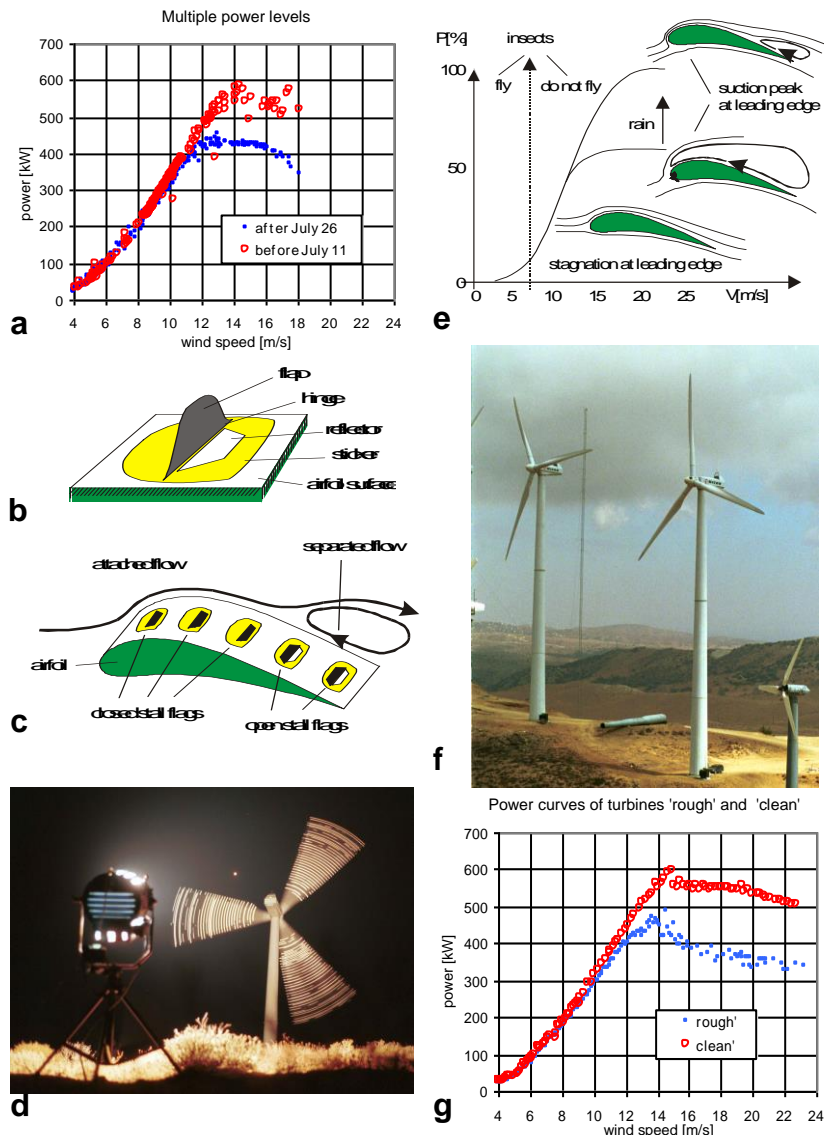 Multiple power levels
power [kW]
700
600
500
400
300
200
100
0
after July 26
before July 11
4 6 8 10 12 14 16 18 20 22 24
wind speed [m/s]
a
flap
hinge
reflector
sticker
airfoil surface
b
separated flow
attached flow
airfoil
closed stall flags
open stall flags
c
d
P[%]
insects
fly
do not fly
100
suction peak
at leading edge
rain
50
stagnation at leading edge
0
0 5 10 15 20 25 V[m/s]
e
f
Power curves of turbines 'rough' and 'clean'
power [kW]
700
600
500
400
300
200
100
0
rough'
clean'
4 6 8 10 12 14 16 18 20 22 24
wind speed [m/s]
g